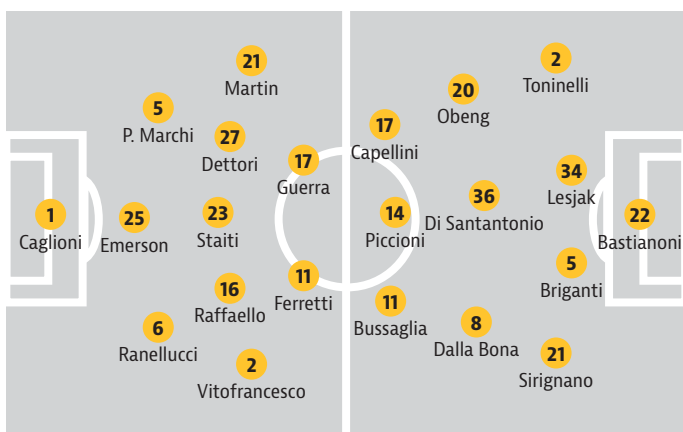 21
Martin
5
P. Marchi
27
Dettori
17
Guerra
1
Caglioni
25
Emerson
23
Staiti
16
Raffaello
11
Ferretti
6
Ranellucci
2
Vitofrancesco
2
Toninelli
20
Obeng
17
Capellini
34
Lesjak
36
Di Santantonio
14
Piccioni
22
Bastianoni
5
Briganti
11
Bussaglia
8
Dalla Bona
21
Sirignano